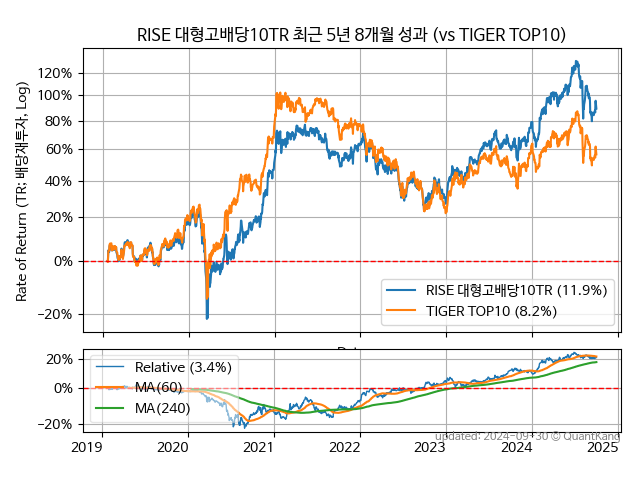 RISE 대형고배당10TR 최근 5년 8개월 성과 (vs TIGER TOP10)
Rate of Return (TR: 배당재투자, Log)
120%
100%
80%
60%
40%
20%
0%
−20%
RISE 대형고배당10TR (11.9%)
TIGER TOP10 (8.2%)
20%
0%
−20%
Relative (3.4%)
MA(60)
MA(240)
2019 2020 2021 2022 2023 2024 2025
updated: 2024-09-30 © QuantKang